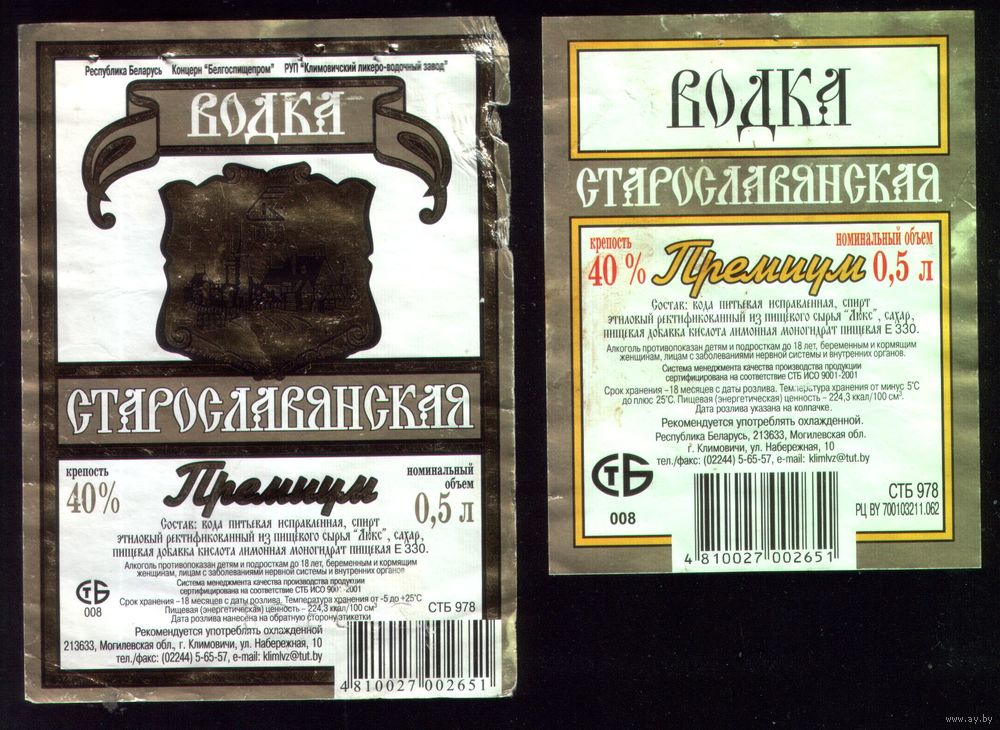 Республика Беларусь Концерн "Белгоспищепром" РУП "Климовичский ликеро-водочный завод"
ВОДКА
СТАРОСЛАВЯНСКАЯ
крепость
40%
Премиум
номинальный
объем
0,5 л
Состав: вода питьевая исправленная, спирт
этиловый ректификованный из пищевого сырья "Люкс", сахар,
пищевая добавка кислота лимонная моногидрат пищевая Е 330.
Алкоголь противопоказан детям и подросткам до 18 лет, беременным и кормящим
женщинам, лицам с заболеваниями нервной системы и внутренних органов
Система менеджмента качества производства продукции
сертифицирована на соответствие СТБ ИСО 9001-2001
Срок хранения –18 месяцев с даты розлива. Температура хранения от -5 до +25°С
Пищевая (энергетическая) ценность – 224,3 ккал/100 см³
Дата розлива нанесена на обратную сторону этикетки
СТБ
008
СТБ 978
Рекомендуется употреблять охлажденной
213633, Могилевская обл., г. Климовичи, ул. Набережная, 10
тел./факс: (02244) 5-65-57, e-mail: klimlvz@tut.by
4 810027 002651
ВОДКА
СТАРОСЛАВЯНСКАЯ
крепость
40 %
Премиум
номинальный объем
0,5 л
Состав: вода питьевая исправленная, спирт
этиловый ректификованный из пищевого сырья "Люкс", сахар,
пищевая добавка кислота лимонная моногидрат пищевая Е 330.
Алкоголь противопоказан детям и подросткам до 18 лет, беременным и кормящим
женщинам, лицам с заболеваниями нервной системы и внутренних органов.
Система менеджмента качества производства продукции
сертифицирована на соответствие СТБ ИСО 9001-2001
Срок хранения –18 месяцев с даты розлива. Температура хранения от минус 5°С
до плюс 25°С. Пищевая (энергетическая) ценность – 224,3 ккал/100 см³.
Дата розлива указана на колпачке.
Рекомендуется употреблять охлажденной.
Республика Беларусь, 213633, Могилевская обл.
г. Климовичи, ул. Набережная, 10
тел./факс: (02244) 5-65-57, e-mail: klimlvz@tut.by
СТБ
008
СТБ 978
РЦ BY 700103211.062
4 810027 002651
www.ay.by